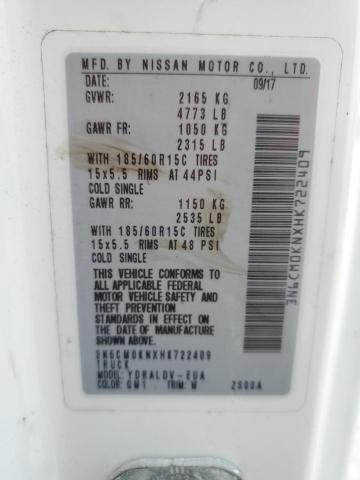 MFD. BY NISSAN MOTOR CO., LTD.
DATE: 09/17
GVWR: 2165 KG
4773 LB
GAWR FR: 1050 KG
2315 LB
WITH 185/60R15C TIRES
15x5.5 RIMS AT 44PSI
COLD SINGLE
GAWR RR: 1150 KG
2535 LB
WITH 185/60R15C TIRES
15x5.5 RIMS AT 48 PSI
COLD SINGLE
THIS VEHICLE CONFORMS TO
ALL APPLICABLE FEDERAL
MOTOR VEHICLE SAFETY
AND THEFT PREVENTION
STANDARDS IN EFFECT ON
THE DATE OF MANUFACTURE
SHOWN ABOVE.
3N6CM0KNXHK722409
TRUCK
MODEL: YDRALDV-EUA
COLOR: QM1 TRIM: W 2S00A
3N6CM0KNXHK722409